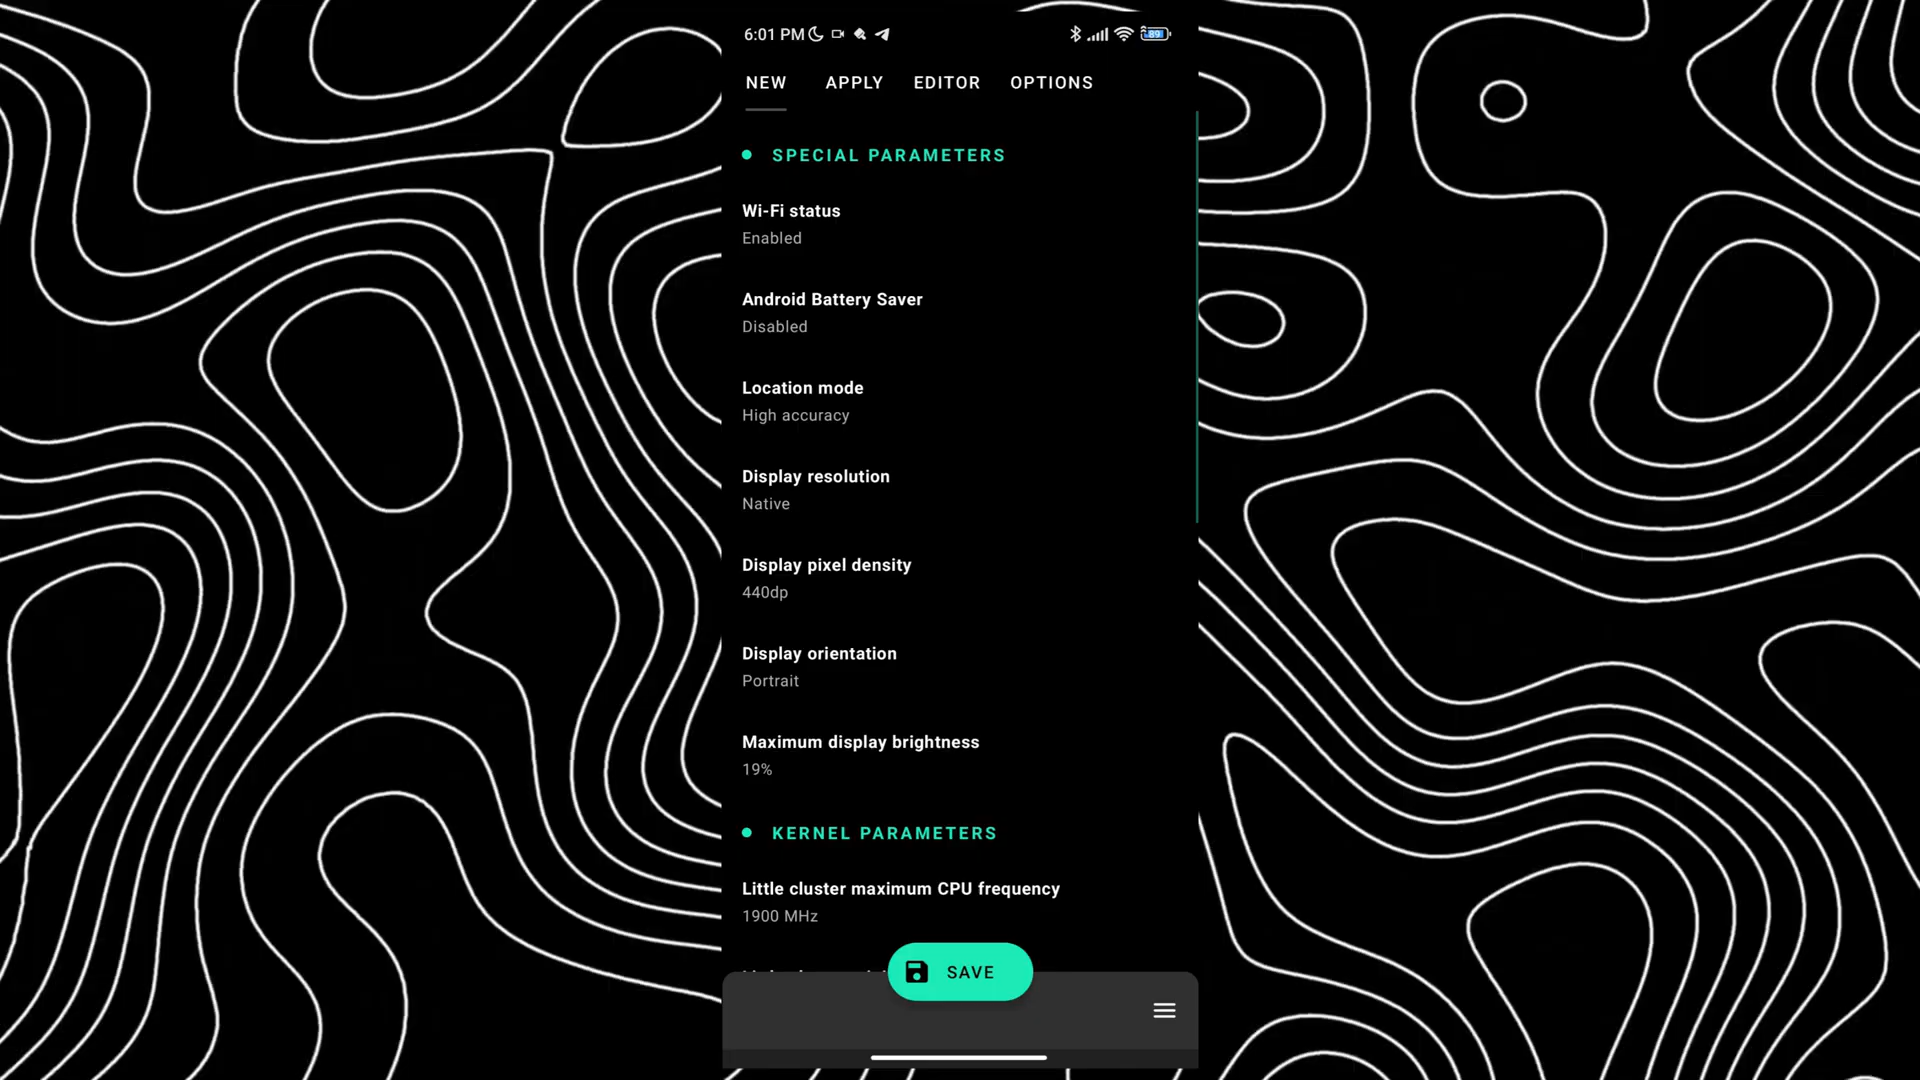 6:01 PM
89
NEW APPLY EDITOR OPTIONS
SPECIAL PARAMETERS
Wi-Fi status
Enabled
Android Battery Saver
Disabled
Location mode
High accuracy
Display resolution
Native
Display pixel density
440dp
Display orientation
Portrait
Maximum display brightness
19%
KERNEL PARAMETERS
Little cluster maximum CPU frequency
1900 MHz
SAVE